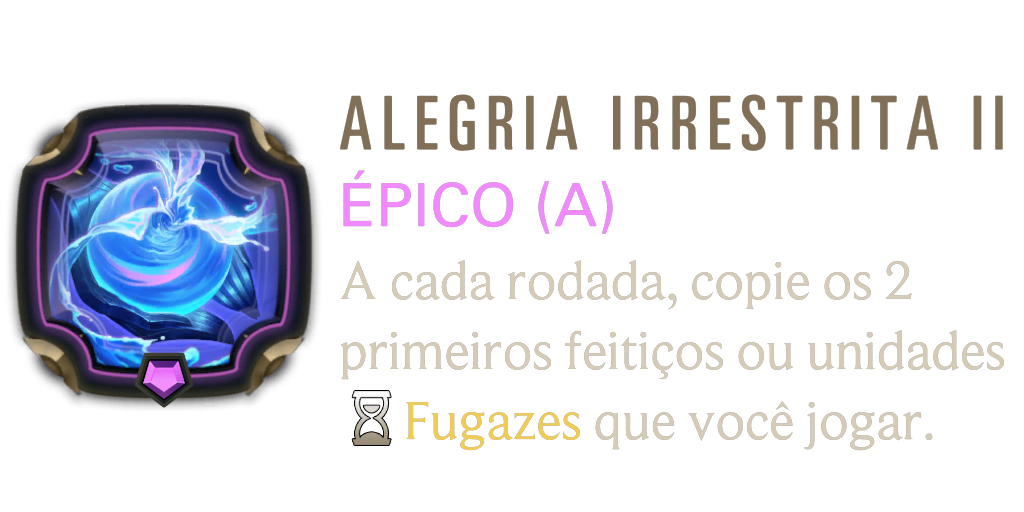 ALEGRIA IRRESTRITA II
ÉPICO (A)
A cada rodada, copie os 2
primeiros feitiços ou unidades
Fugazes que você jogar.